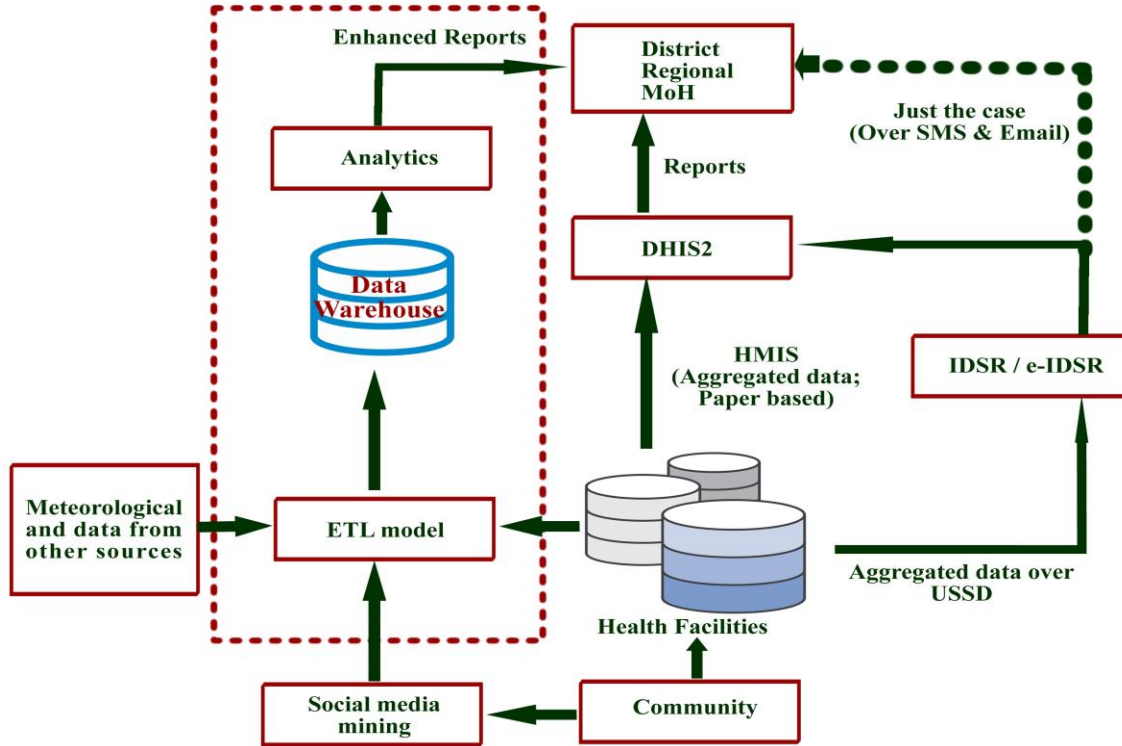 Enhanced Reports
District
Regional
MoH
Just the case
(Over SMS & Email)
Analytics
Reports
DHIS2
Data
Warehouse
HMIS
(Aggregated data;
Paper based)
IDSR / e-IDSR
Meteorological
and data from
other sources
ETL model
Aggregated data over
USSD
Health Facilities
Social media
mining
Community